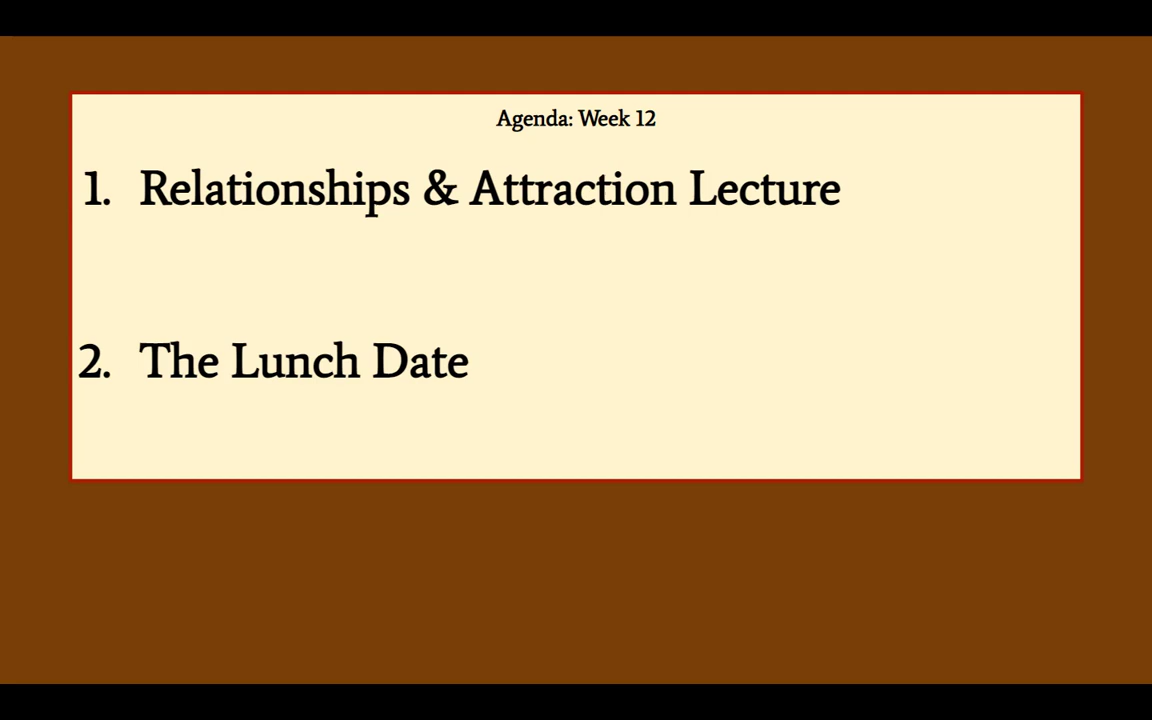 Agenda: Week 12
1. Relationships & Attraction Lecture
2. The Lunch Date